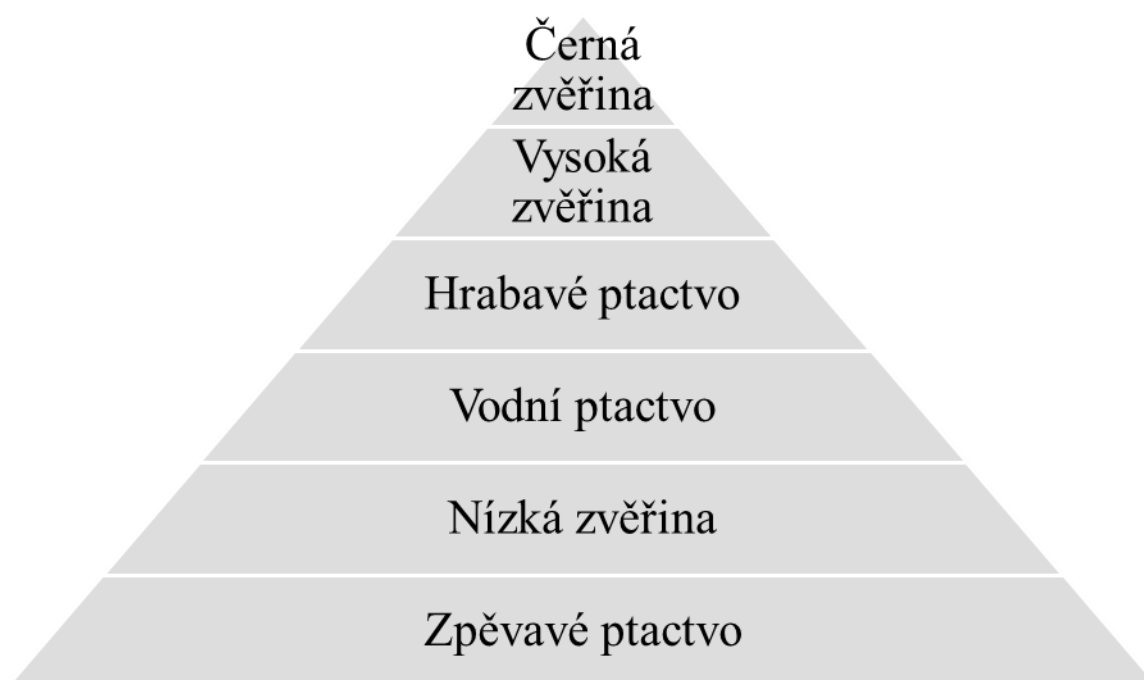 Černá
zvěřina
Vysoká
zvěřina
Hrabavé ptactvo
Vodní ptactvo
Nízká zvěřina
Zpěvavé ptactvo